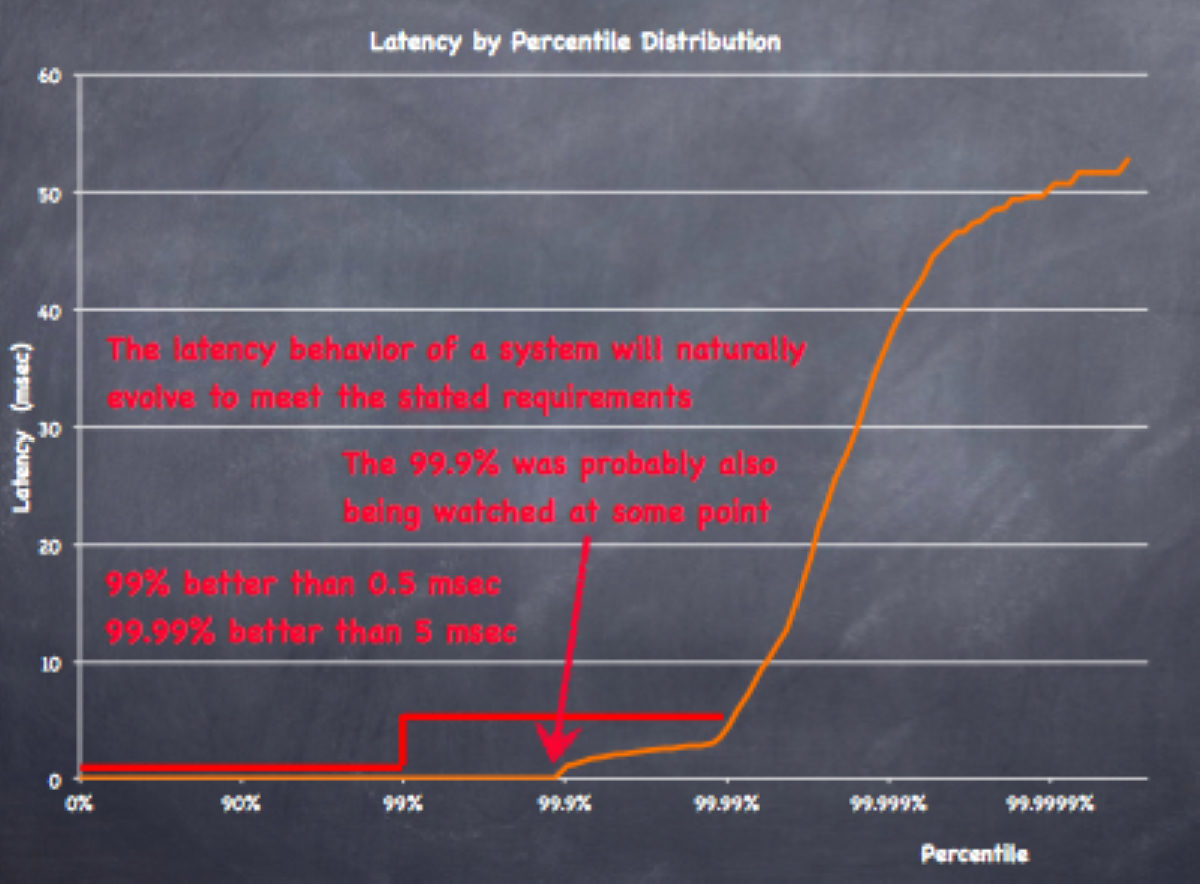 Latency by Percentile Distribution
60
50
40
30
20
10
0
Latency (msec)
The latency behavior of a system will naturally
evolve to meet the stated requirements
The 99.9% was probably also
being watched at some point
99% better than 0.5 msec
99.99% better than 5 msec
0% 90% 99% 99.9% 99.99% 99.999% 99.9999%
Percentile